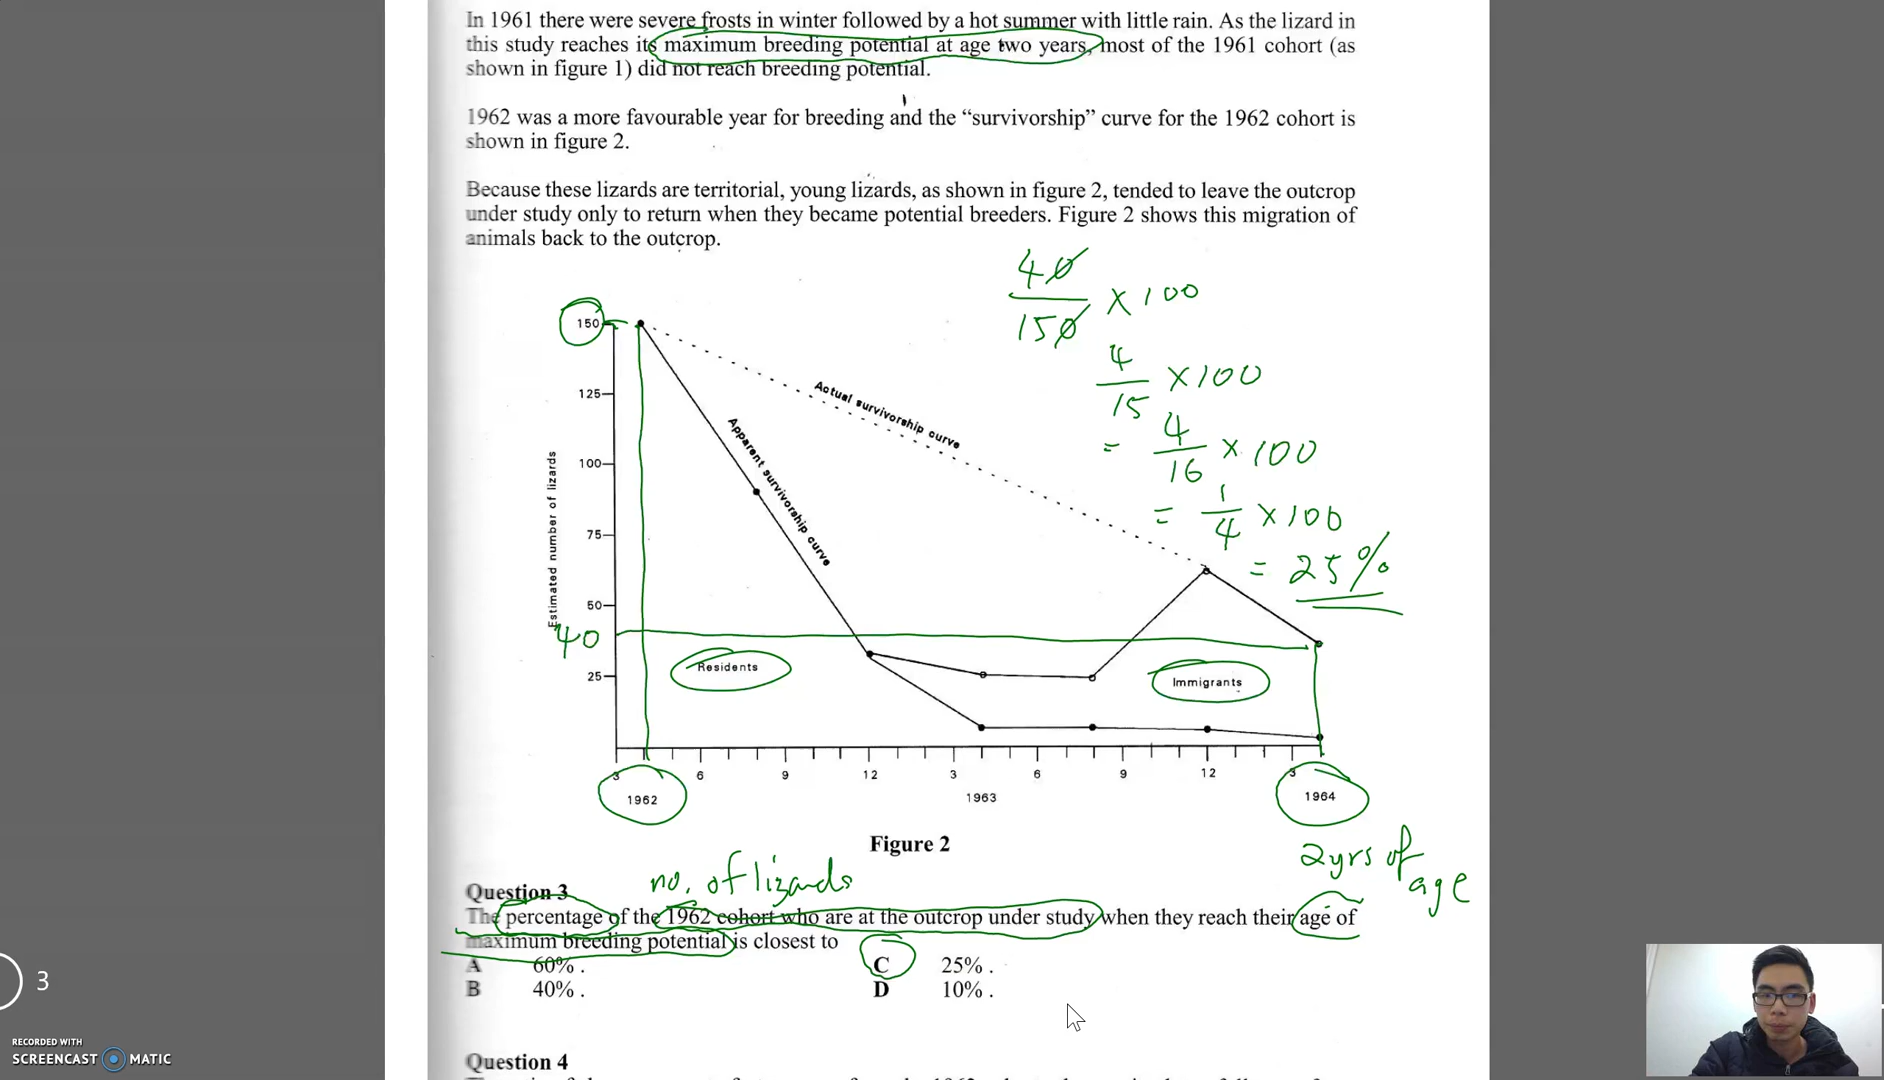 In 1961 there were severe frosts in winter followed by a hot summer with little rain. As the lizard in
this study reaches its maximum breeding potential at age two years, most of the 1961 cohort (as
shown in figure 1) did not reach breeding potential.
1962 was a more favourable year for breeding and the “survivorship” curve for the 1962 cohort is
shown in figure 2.
Because these lizards are territorial, young lizards, as shown in figure 2, tended to leave the outcrop
under study only to return when they became potential breeders. Figure 2 shows this migration of
animals back to the outcrop.
40
150 × 100
4
15 × 100
= 4
16 × 100
= 1
4 × 100
= 25%
150
125
100
75
50
40
25
Estimated number of lizards
Actual survivorship curve
Apparent survivorship curve
Residents
Immigrants
3 6 9 12 3 6 9 12 3
1962 1963 1964
Figure 2
2yrs of
age
no. of lizards
Question 3
The percentage of the 1962 cohort who are at the outcrop under study when they reach their age of
maximum breeding potential is closest to
A 60% . C 25% .
B 40% . D 10% .
Question 4
3
RECORDED WITH
SCREENCAST MATIC